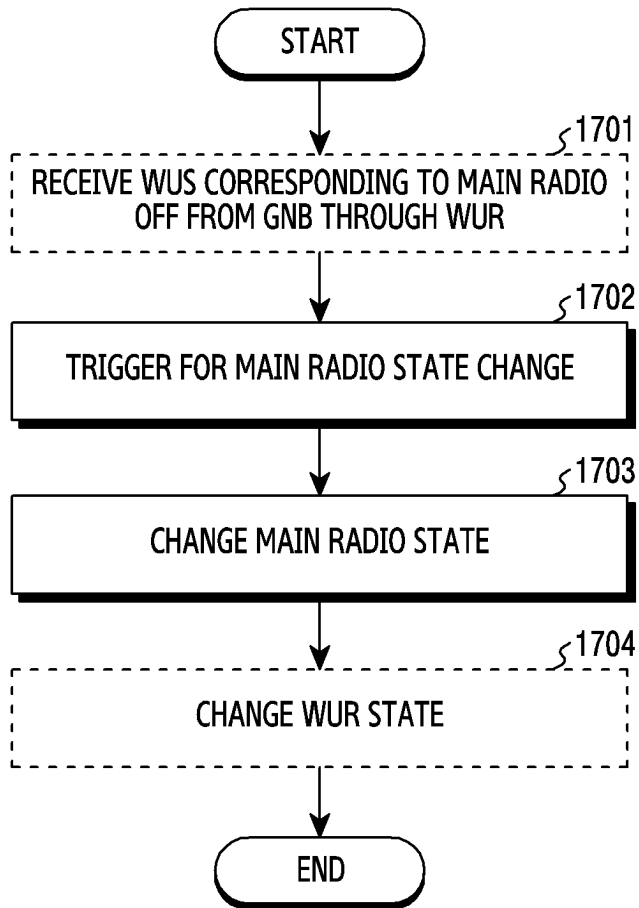 START
1701
RECEIVE WUS CORRESPONDING TO MAIN RADIO
OFF FROM GNB THROUGH WUR
1702
TRIGGER FOR MAIN RADIO STATE CHANGE
1703
CHANGE MAIN RADIO STATE
1704
CHANGE WUR STATE
END